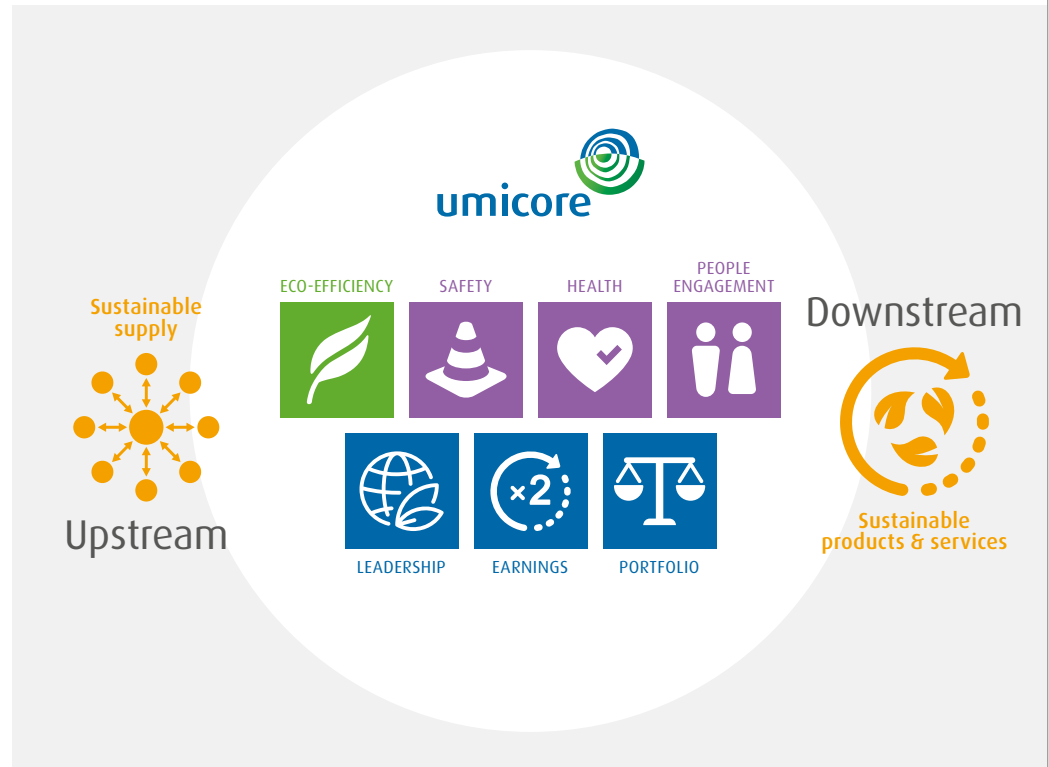 umicore
ECO-EFFICIENCY
SAFETY
HEALTH
PEOPLE
ENGAGEMENT
Sustainable
supply
Upstream
Downstream
×2
LEADERSHIP
EARNINGS
PORTFOLIO
Sustainable
products & services